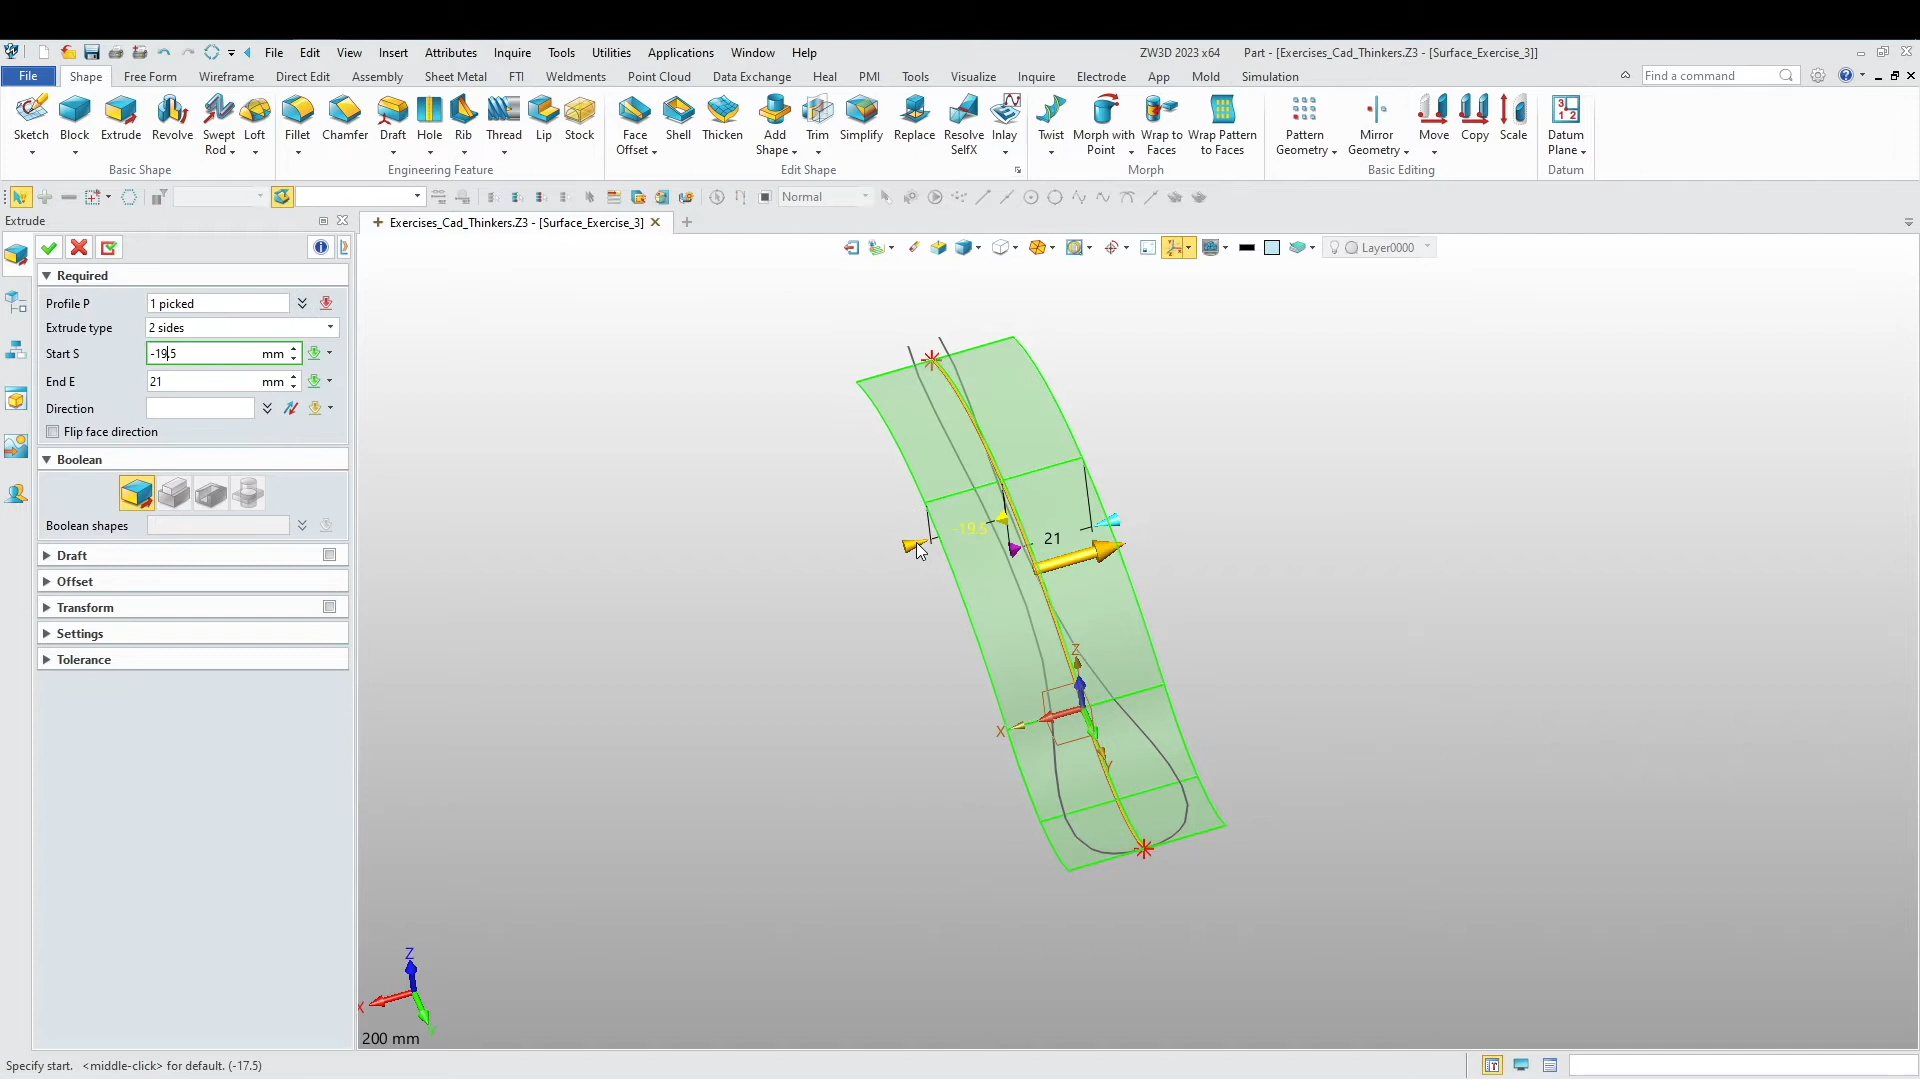 File Edit View Insert Attributes Inquire Tools Utilities Applications Window Help ZW3D 2023 x64 Part - [Exercises_Cad_Thinkers.Z3 - [Surface_Exercise_3]]
File Shape Free Form Wireframe Direct Edit Assembly Sheet Metal FTI Weldments Point Cloud Data Exchange Heal PMI Tools Visualize Inquire Electrode App Mold Simulation Find a command
Sketch Block Extrude Revolve Swept Rod Loft Fillet Chamfer Draft Hole Rib Thread Lip Stock Face Offset Shell Thicken Add Shape Trim Simplify Replace Resolve SelfX Inlay Twist Morph with Point Wrap to Faces Wrap Pattern to Faces Pattern Geometry Mirror Geometry Move Copy Scale Datum Plane
Basic Shape Engineering Feature Edit Shape Morph Basic Editing Datum
Normal
Extrude Exercises_Cad_Thinkers.Z3 - [Surface_Exercise_3]
Layer0000
Required
Profile P 1 picked
Extrude type 2 sides
Start S -19.5 mm
End E 21 mm
Direction
Flip face direction
Boolean
Boolean shapes
Draft
Offset
Transform
Settings
Tolerance
-19.5
21
Z
X
Y
Z
X
Y
200 mm
Specify start. <middle-click> for default. (-17.5)